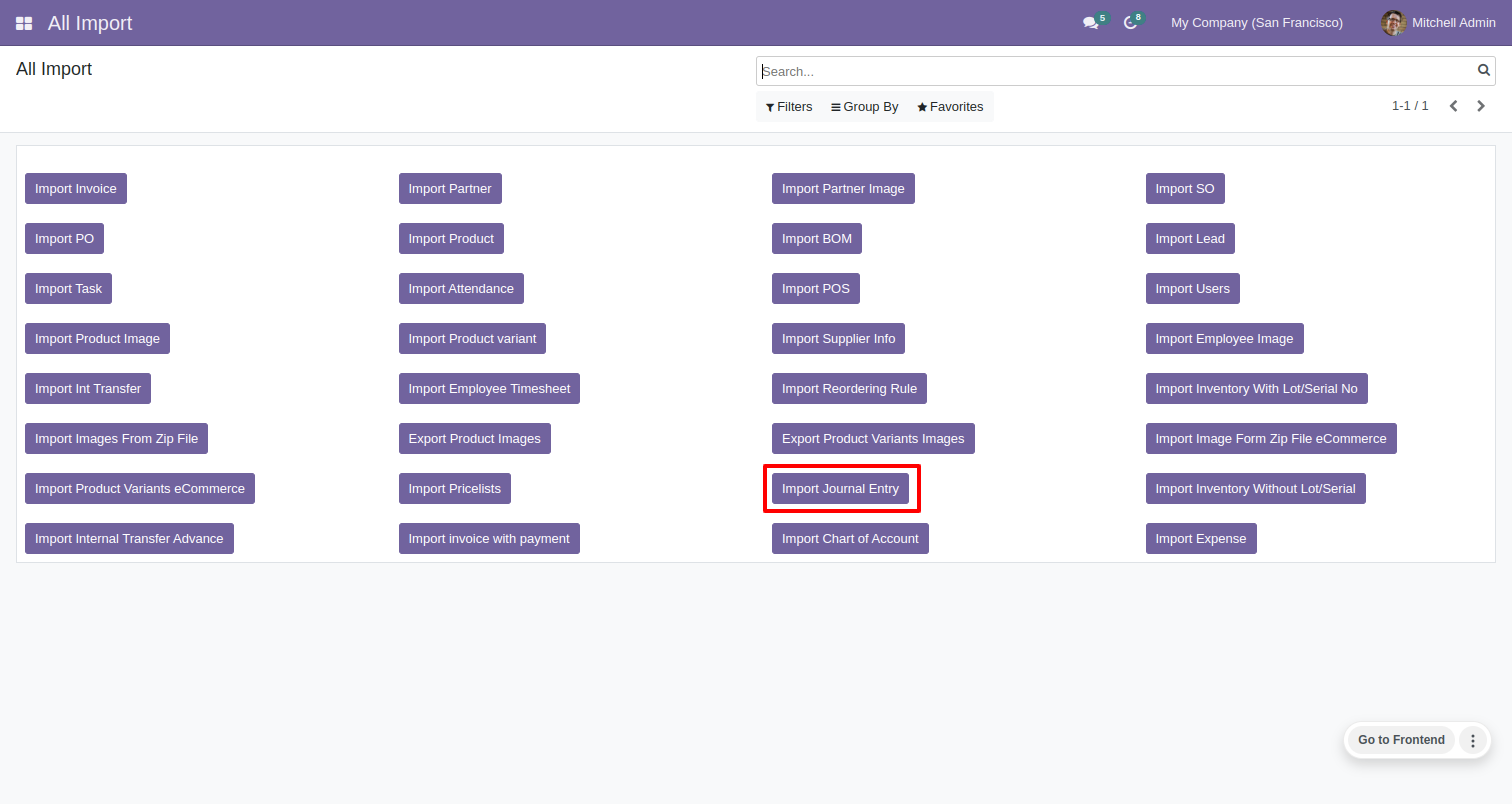 All Import 5 8 My Company (San Francisco) Mitchell Admin
All Import Search...
Filters Group By Favorites 1-1 / 1
Import Invoice Import Partner Import Partner Image Import SO
Import PO Import Product Import BOM Import Lead
Import Task Import Attendance Import POS Import Users
Import Product Image Import Product variant Import Supplier Info Import Employee Image
Import Int Transfer Import Employee Timesheet Import Reordering Rule Import Inventory With Lot/Serial No
Import Images From Zip File Export Product Images Export Product Variants Images Import Image Form Zip File eCommerce
Import Product Variants eCommerce Import Pricelists Import Journal Entry Import Inventory Without Lot/Serial
Import Internal Transfer Advance Import invoice with payment Import Chart of Account Import Expense
Go to Frontend